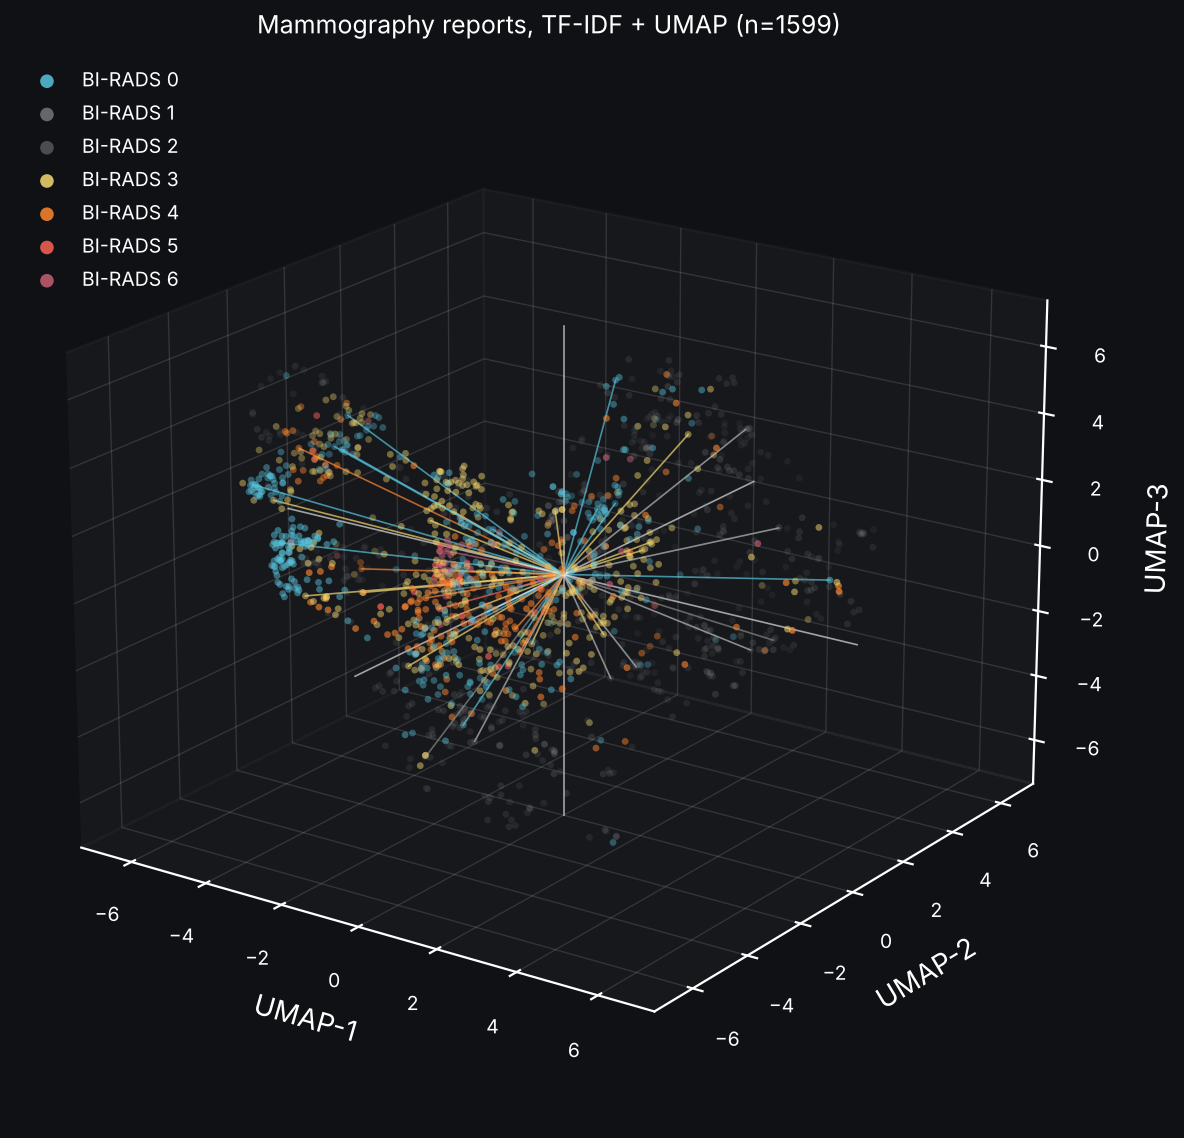 Mammography reports, TF-IDF + UMAP (n=1599)
BI-RADS 0
BI-RADS 1
BI-RADS 2
BI-RADS 3
BI-RADS 4
BI-RADS 5
BI-RADS 6
6
4
2
0
−2
−4
−6
UMAP-3
−6
−4
−2
0
2
4
6
UMAP-1
6
4
2
0
−2
−4
−6
UMAP-2